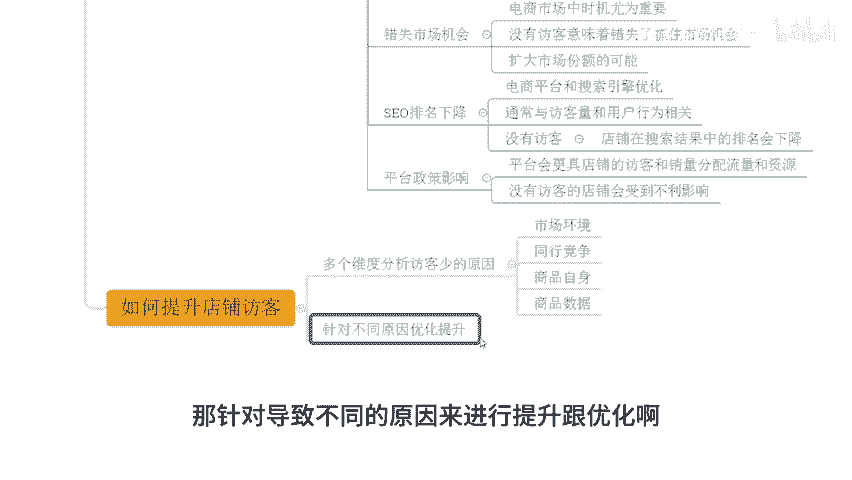 电商市场中时机尤为重要
错失市场机会
没有访客意味着错失了抓住市场机会
扩大市场份额的可能
电商平台和搜索引擎优化
SEO排名下降
通常与访客量和用户行为相关
没有访客
店铺在搜索结果中的排名会下降
平台政策影响
平台会更具店铺的访客和销量分配流量和资源
没有访客的店铺会受到不利影响
如何提升店铺访客
多个维度分析访客少的原因
市场环境
同行竞争
商品自身
商品数据
针对不同原因优化提升
那针对导致不同的原因来进行提升跟优化啊